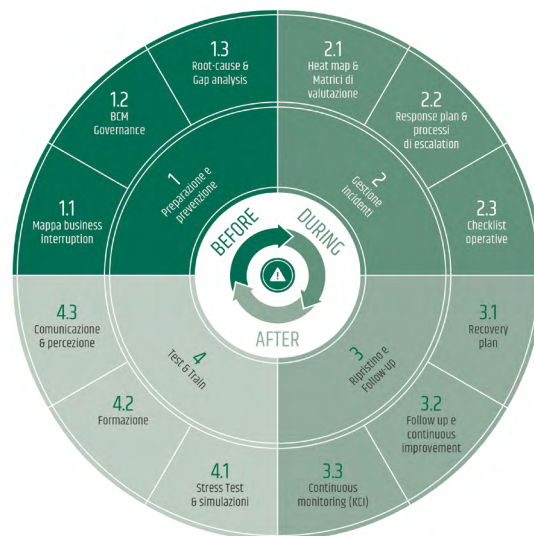 1.3
Root-cause &
Gap analysis
2.1
Heat map &
Matrici di
valutazione
1.2
BCM
Governance
2.2
Response plan &
processi
di escalation
1
Preparazione e
prevenzione
2
Gestione
Incidenti
1.1
Mappa business
interruption
2.3
Checklist
operative
BEFORE
DURING
AFTER
4.3
Comunicazione
& percezione
4
Test & Train
3
Ripristino e
Follow-up
3.1
Recovery
plan
4.2
Formazione
3.2
Follow up e
continuous
improvement
4.1
Stress Test
& simulazioni
3.3
Continuous
monitoring (KCI)